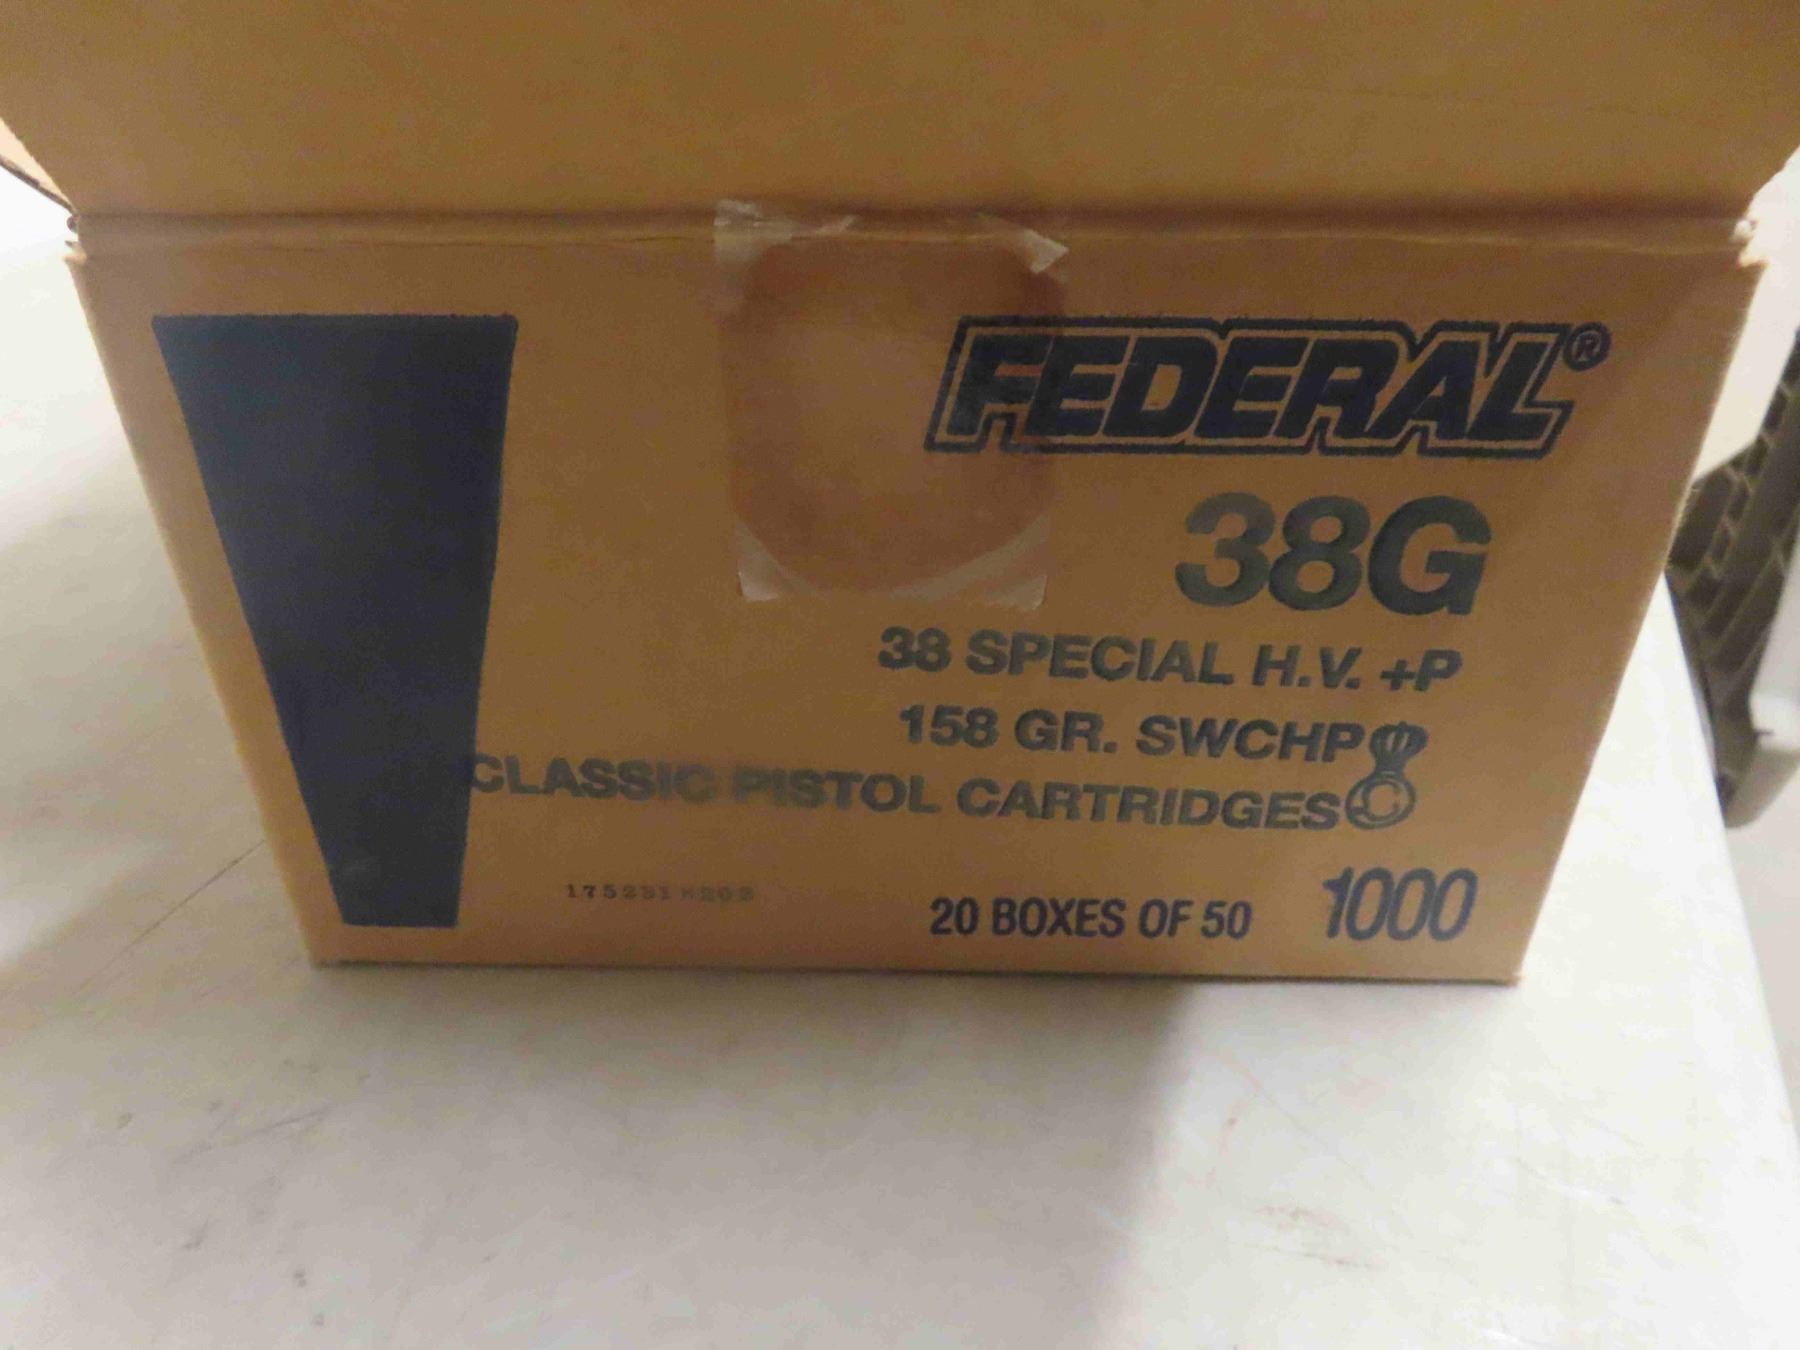 FEDERAL®
38G
38 SPECIAL H.V. +P
158 GR. SWCHP
CLASSIC PISTOL CARTRIDGES
20 BOXES OF 50 1000